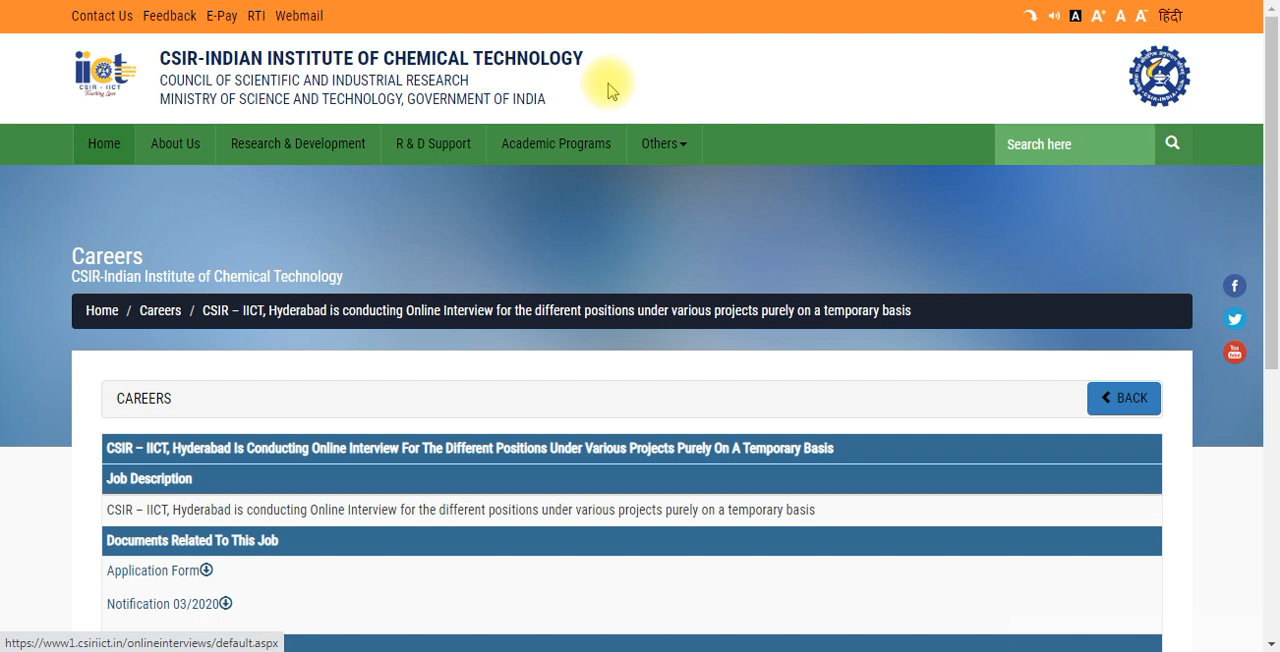 Contact Us Feedback E-Pay RTI Webmail
A A+ A A- हिंदी
iict
CSIR - IICT
CSIR-INDIAN INSTITUTE OF CHEMICAL TECHNOLOGY
COUNCIL OF SCIENTIFIC AND INDUSTRIAL RESEARCH
MINISTRY OF SCIENCE AND TECHNOLOGY, GOVERNMENT OF INDIA
Home About Us Research & Development R & D Support Academic Programs Others
Search here
Careers
CSIR-Indian Institute of Chemical Technology
Home / Careers / CSIR – IICT, Hyderabad is conducting Online Interview for the different positions under various projects purely on a temporary basis
CAREERS
BACK
CSIR – IICT, Hyderabad Is Conducting Online Interview For The Different Positions Under Various Projects Purely On A Temporary Basis
Job Description
CSIR – IICT, Hyderabad is conducting Online Interview for the different positions under various projects purely on a temporary basis
Documents Related To This Job
Application Form
Notification 03/2020
https://www1.csiriict.in/onlineinterviews/default.aspx